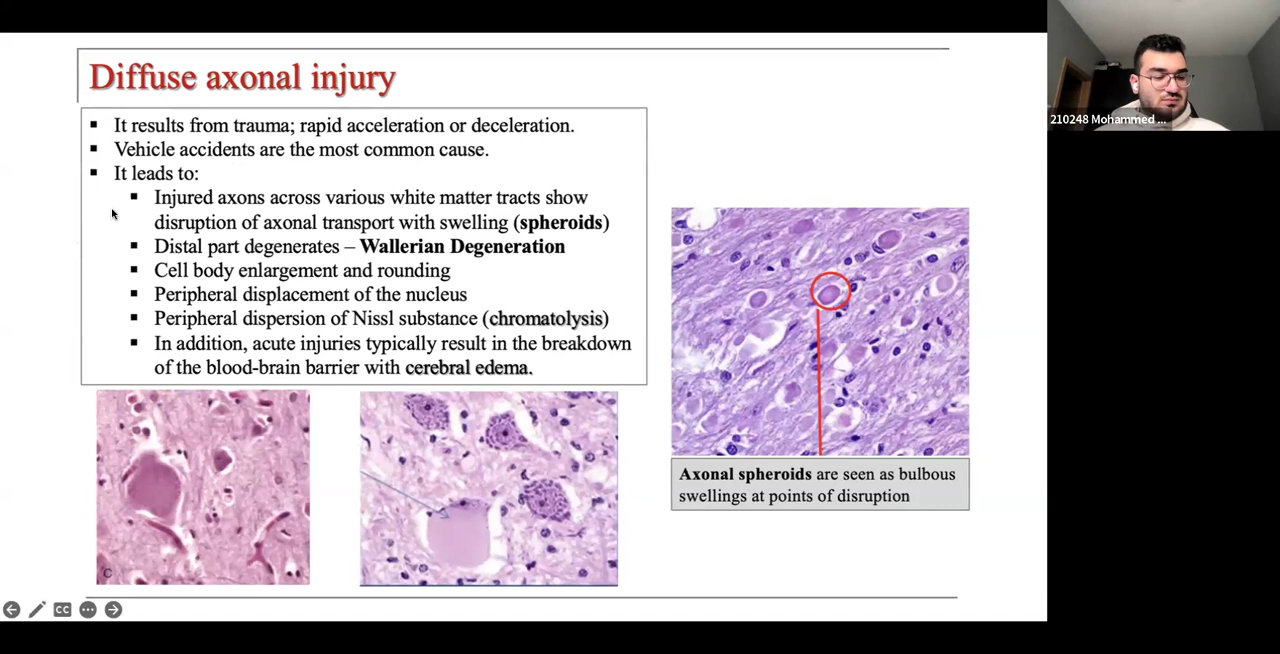 Diffuse axonal injury
▪ It results from trauma; rapid acceleration or deceleration.
▪ Vehicle accidents are the most common cause.
▪ It leads to:
▪ Injured axons across various white matter tracts show
disruption of axonal transport with swelling (spheroids)
▪ Distal part degenerates – Wallerian Degeneration
▪ Cell body enlargement and rounding
▪ Peripheral displacement of the nucleus
▪ Peripheral dispersion of Nissl substance (chromatolysis)
▪ In addition, acute injuries typically result in the breakdown
of the blood-brain barrier with cerebral edema.
Axonal spheroids are seen as bulbous
swellings at points of disruption
C
CC
210248 Mohammed ...